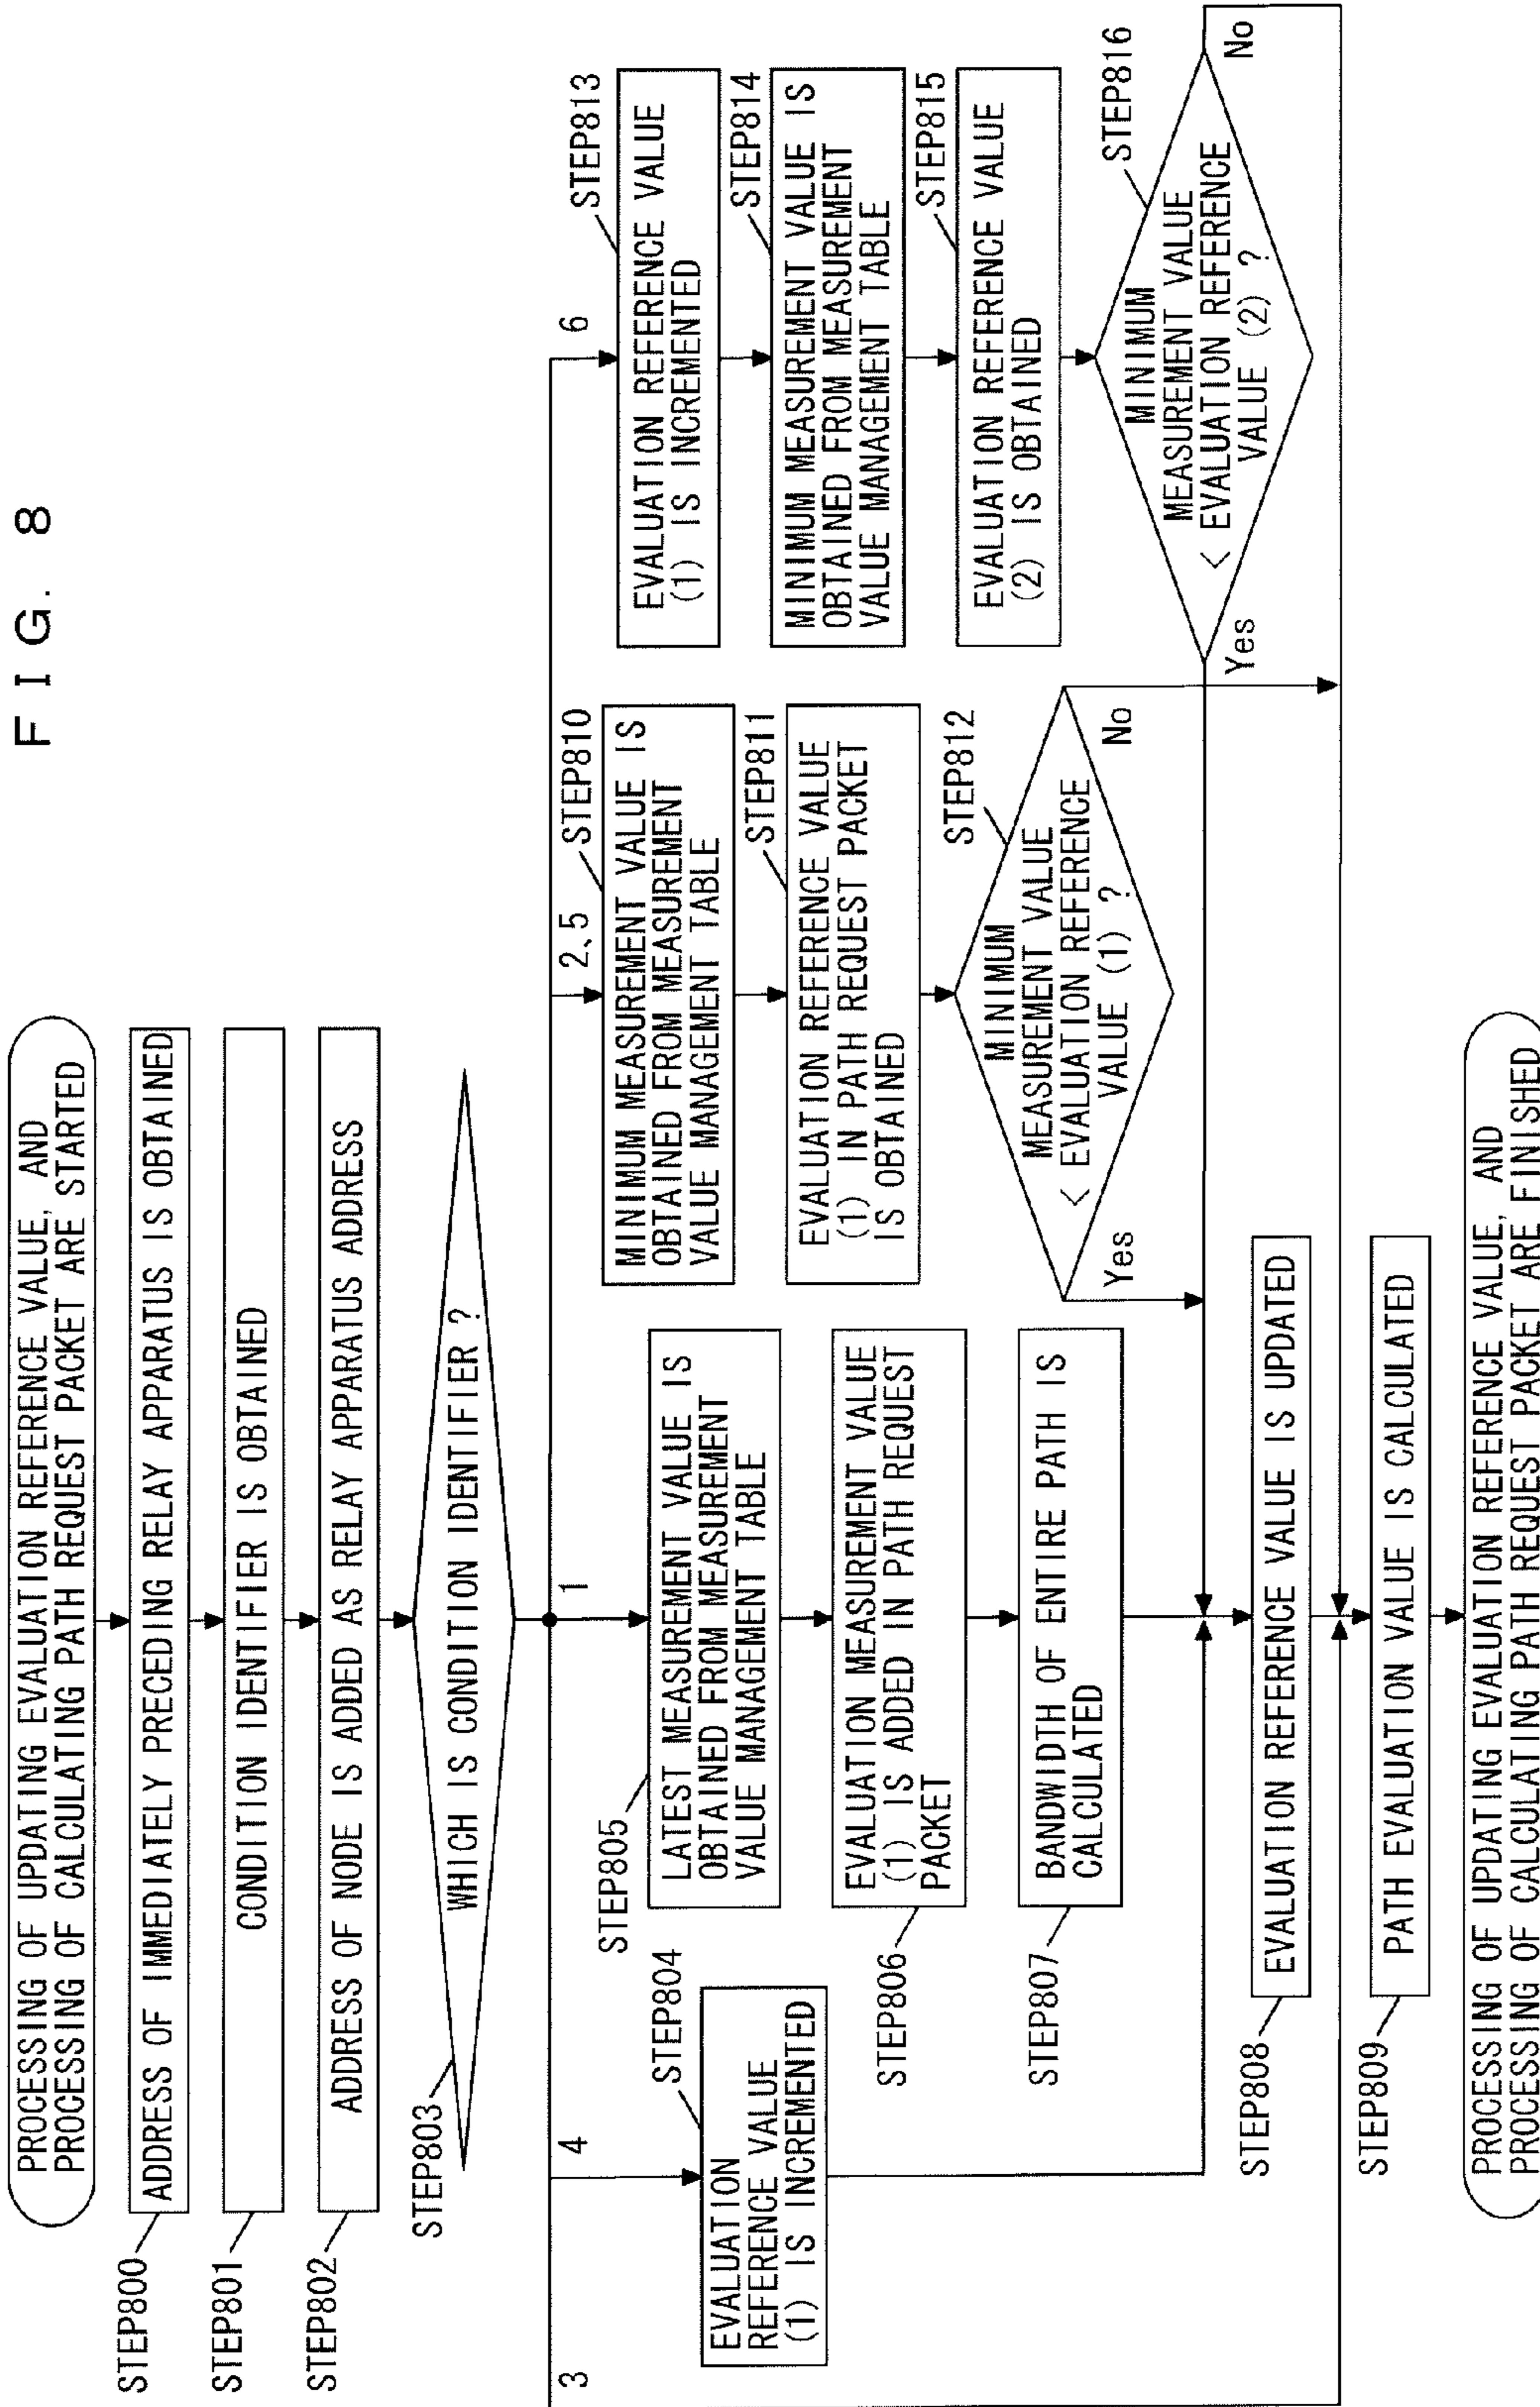 F I G. 8
PROCESSING OF UPDATING EVALUATION REFERENCE VALUE, AND
PROCESSING OF CALCULATING PATH REQUEST PACKET ARE STARTED
STEP800
ADDRESS OF IMMEDIATELY PRECEDING RELAY APPARATUS IS OBTAINED
STEP801
CONDITION IDENTIFIER IS OBTAINED
STEP802
ADDRESS OF NODE IS ADDED AS RELAY APPARATUS ADDRESS
STEP803
WHICH IS CONDITION IDENTIFIER ?
3
4
STEP804
EVALUATION
REFERENCE VALUE
(1) IS INCREMENTED
1
STEP805
LATEST MEASUREMENT VALUE IS
OBTAINED FROM MEASUREMENT
VALUE MANAGEMENT TABLE
STEP806
EVALUATION MEASUREMENT VALUE
(1) IS ADDED IN PATH REQUEST
PACKET
STEP807
BANDWIDTH OF ENTIRE PATH IS
CALCULATED
2、5
STEP810
MINIMUM MEASUREMENT VALUE IS
OBTAINED FROM MEASUREMENT
VALUE MANAGEMENT TABLE
STEP811
EVALUATION REFERENCE VALUE
(1) IN PATH REQUEST PACKET
IS OBTAINED
STEP812
MINIMUM
MEASUREMENT VALUE
< EVALUATION REFERENCE
VALUE (1) ?
Yes
No
6
STEP813
EVALUATION REFERENCE VALUE
(1) IS INCREMENTED
STEP814
MINIMUM MEASUREMENT VALUE IS
OBTAINED FROM MEASUREMENT
VALUE MANAGEMENT TABLE
STEP815
EVALUATION REFERENCE VALUE
(2) IS OBTAINED
STEP816
MINIMUM
MEASUREMENT VALUE
< EVALUATION REFERENCE
VALUE (2) ?
Yes
No
STEP808
EVALUATION REFERENCE VALUE IS UPDATED
STEP809
PATH EVALUATION VALUE IS CALCULATED
PROCESSING OF UPDATING EVALUATION REFERENCE VALUE, AND
PROCESSING OF CALCULATING PATH REQUEST PACKET ARE FINISHED